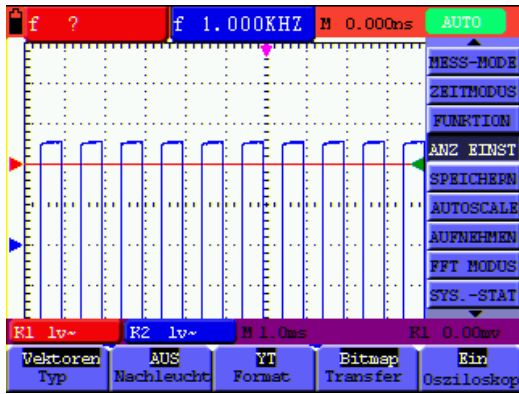 f ?
f 1.000KHZ
M 0.000ns
AUTO
MESS-MODE
ZEITMODUS
FUNKTION
ANZ EINST
SPEICHERN
AUTOSCALE
AUFNEHMEN
FFT MODUS
SYS.-STAT
K1 1v~
K2 1v~
M 1.0ms
K1 0.00mv
Vektoren
Typ
AUS
Nachleucht
YT
Format
Bitmap
Transfer
Ein
Osziloskop